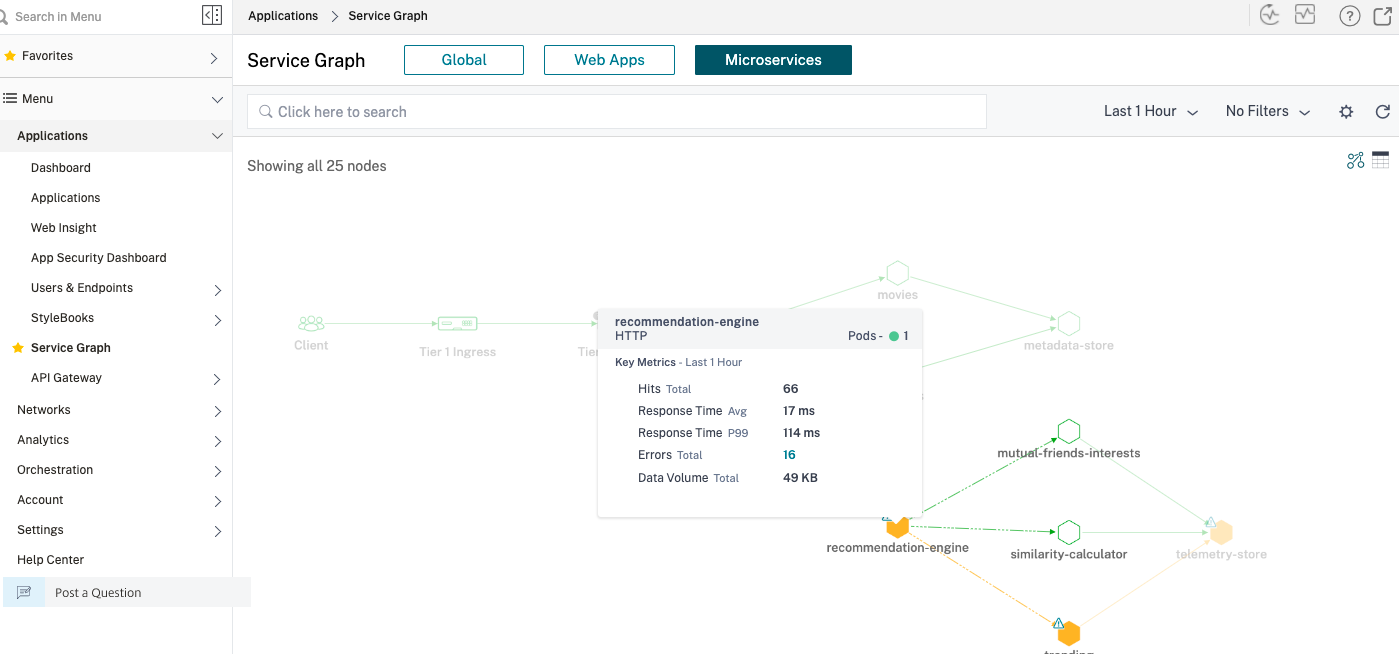 Search in Menu
Applications Service Graph
Favorites
Service Graph Global Web Apps Microservices
Menu
Click here to search Last 1 Hour No Filters
Applications
Dashboard
Showing all 25 nodes
Applications
Web Insight
App Security Dashboard
Users & Endpoints
StyleBooks
Service Graph
API Gateway
Networks
Analytics
Orchestration
Account
Settings
Help Center
Post a Question
movies
Client
Tier 1 Ingress
metadata-store
recommendation-engine
HTTP Pods - 1
Key Metrics - Last 1 Hour
Hits Total 66
Response Time Avg 17 ms
Response Time P99 114 ms
Errors Total 16
Data Volume Total 49 KB
mutual-friends-interests
recommendation-engine
similarity-calculator
telemetry-store